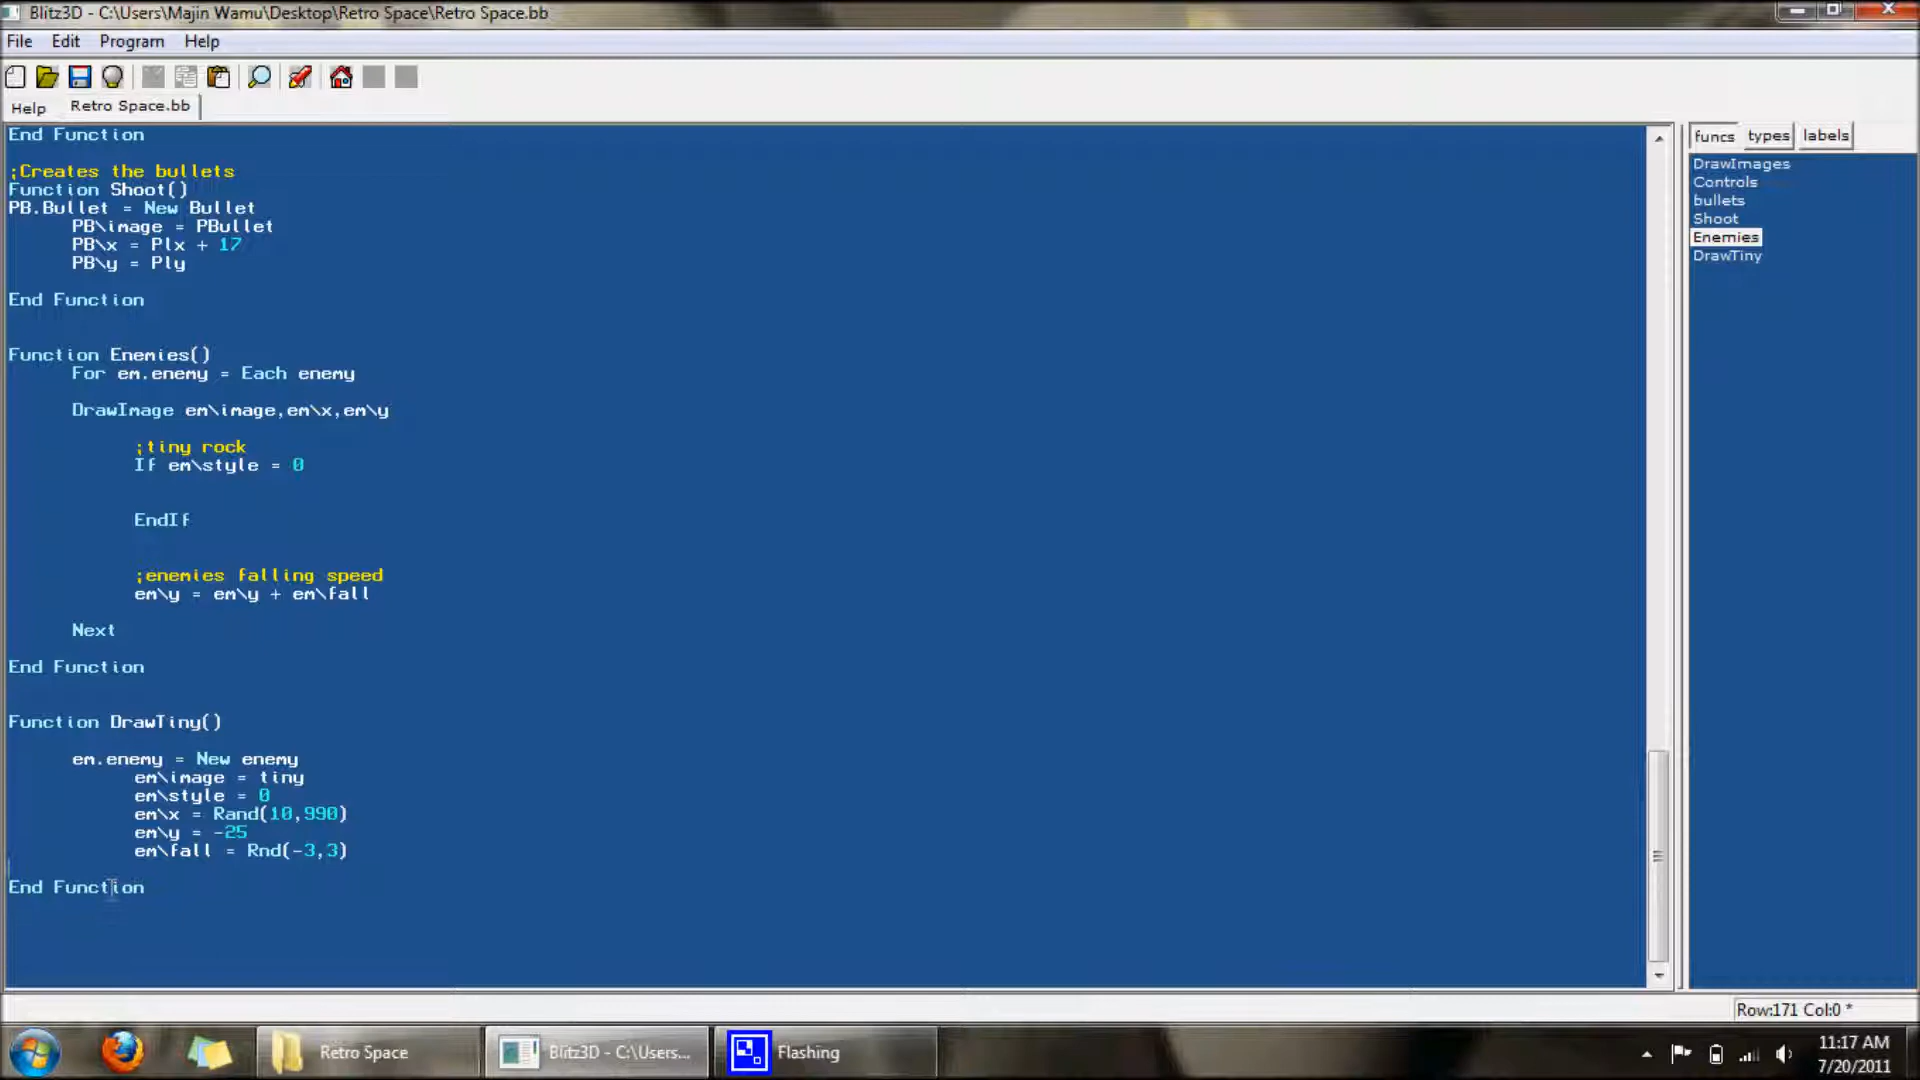 Blitz3D - C:\Users\Majin Wamu\Desktop\Retro Space\Retro Space.bb
File Edit Program Help
Help Retro Space.bb
End Function
;Creates the bullets
Function Shoot()
PB.Bullet = New Bullet
PB\image = PBullet
PB\x = Plx + 17
PB\y = Ply
End Function
Function Enemies()
For em.enemy = Each enemy
DrawImage em\image,em\x,em\y
;tiny rock
If em\style = 0
EndIf
;enemies falling speed
em\y = em\y + em\fall
Next
End Function
Function DrawTiny()
em.enemy = New enemy
em\image = tiny
em\style = 0
em\x = Rand(10,990)
em\y = -25
em\fall = Rnd(-3,3)
End Function
funcs types labels
DrawImages
Controls
bullets
Shoot
Enemies
DrawTiny
Row:171 Col:0 *
Retro Space
Blitz3D - C:\Users...
Flashing
11:17 AM
7/20/2011